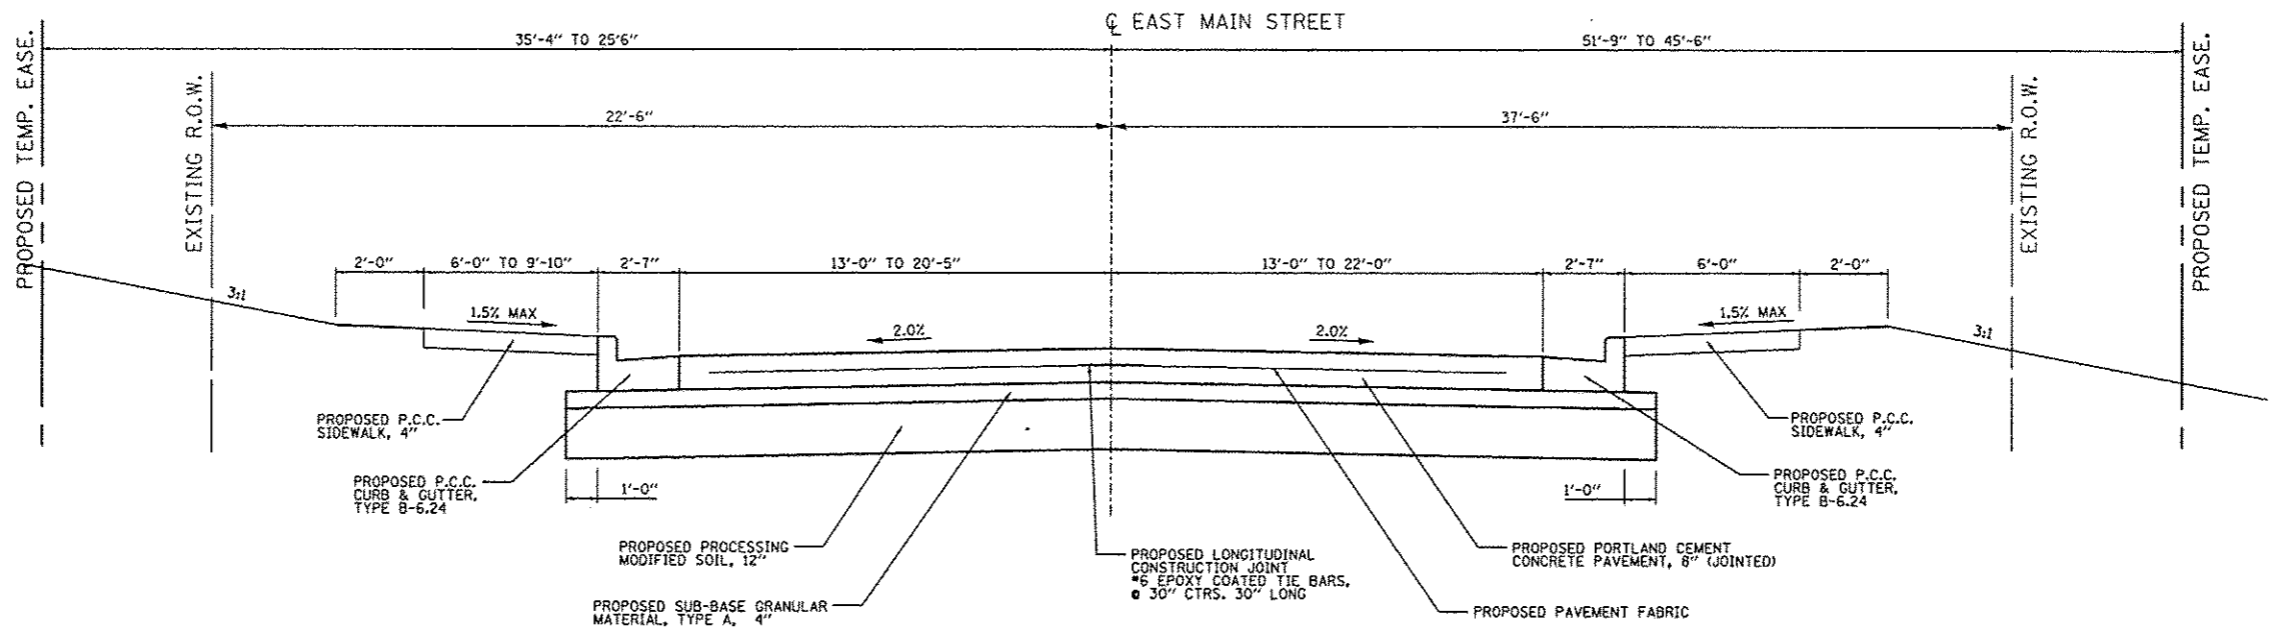 ℄ EAST MAIN STREET
35'-4" TO 25'6"
51'-9" TO 45'-6"
PROPOSED TEMP. EASE.
EXISTING R.O.W.
22'-6"
37'-6"
EXISTING R.O.W.
PROPOSED TEMP. EASE.
2'-0"
6'-0" TO 9'-10"
2'-7"
13'-0" TO 20'-5"
13'-0" TO 22'-0"
2'-7"
6'-0"
2'-0"
3:1
1.5% MAX
2.0%
2.0%
1.5% MAX
3:1
PROPOSED P.C.C.
SIDEWALK, 4"
PROPOSED P.C.C.
SIDEWALK, 4"
PROPOSED P.C.C.
CURB & GUTTER,
TYPE B-6.24
1'-0"
1'-0"
PROPOSED P.C.C.
CURB & GUTTER,
TYPE B-6.24
PROPOSED PROCESSING
MODIFIED SOIL, 12"
PROPOSED LONGITUDINAL
CONSTRUCTION JOINT
#6 EPOXY COATED TIE BARS,
@ 30" CTRS. 30" LONG
PROPOSED PORTLAND CEMENT
CONCRETE PAVEMENT, 8" (JOINTED)
PROPOSED SUB-BASE GRANULAR
MATERIAL, TYPE A, 4"
PROPOSED PAVEMENT FABRIC